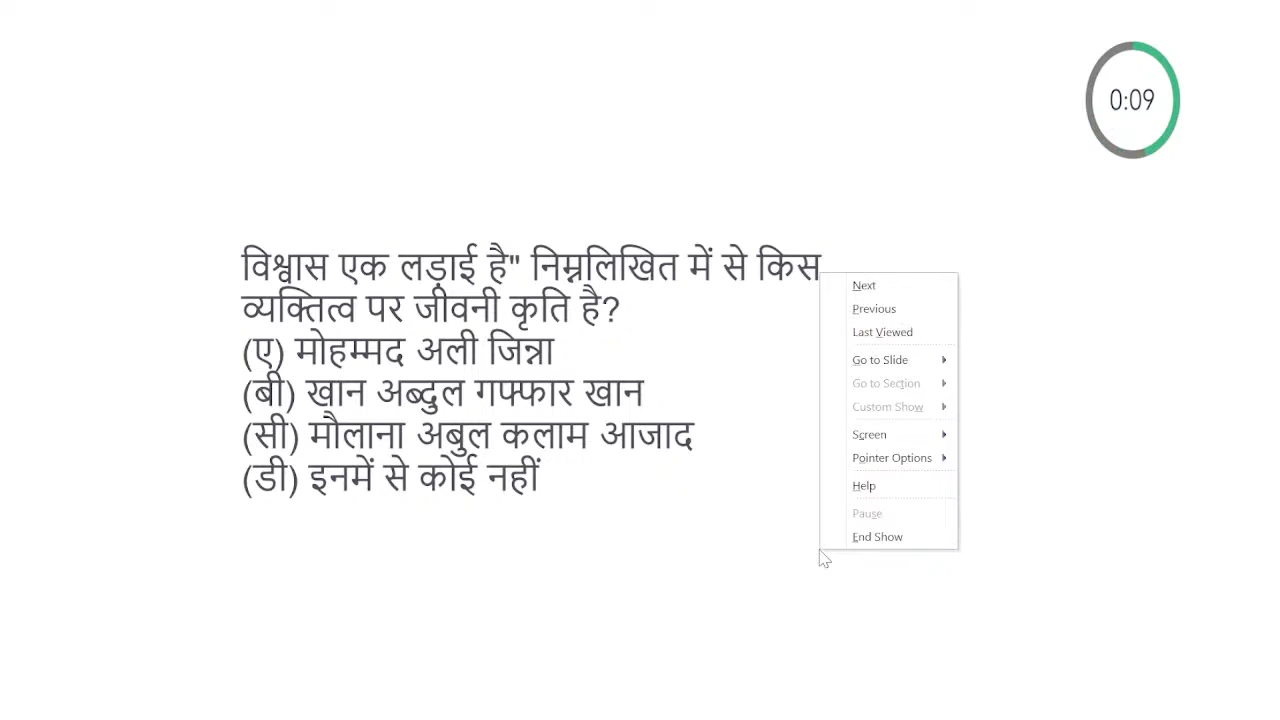 0:09
विश्वास एक लड़ाई है" निम्नलिखित में से किस
व्यक्तित्व पर जीवनी कृति है?
(ए) मोहम्मद अली जिन्ना
(बी) खान अब्दुल गफ्फार खान
(सी) मौलाना अबुल कलाम आजाद
(डी) इनमें से कोई नहीं
Next
Previous
Last Viewed
Go to Slide
Go to Section
Custom Show
Screen
Pointer Options
Help
Pause
End Show